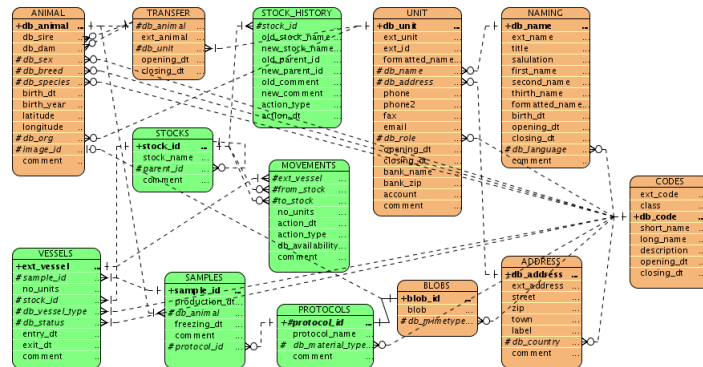 ANIMAL
+db_animal ...
db_sire ...
db_dam ...
#db_sex ...
#db_breed ...
#db_species ...
birth_dt ...
birth_year ...
latitude ...
longitude ...
#db_org ...
#image_id ...
comment ...
TRANSFER
#db_animal ...
ext_animal ...
#db_unit ...
opening_dt ...
closing_dt ...
STOCK_HISTORY
#stock_id ...
old_stock_name ...
new_stock_name...
old_parent_id ...
new_parent_id ...
old_comment ...
new_comment ...
action_type ...
action_dt ...
UNIT
+db_unit ...
ext_unit ...
ext_id ...
formatted_name...
#db_name ...
#db_address ...
phone ...
phone2 ...
fax ...
email ...
#db_role ...
opening_dt ...
closing_dt ...
bank_name ...
bank_zip ...
account ...
comment ...
NAMING
+db_name ...
ext_name ...
title ...
salulation ...
first_name ...
second_name ...
thirth_name ...
formatted_name...
birth_dt ...
opening_dt ...
closing_dt ...
#db_language ...
comment ...
STOCKS
+stock_id ...
stock_name ...
#parent_id ...
comment ...
MOVEMENTS
#ext_vessel ...
#from_stock ...
#to_stock ...
no_units ...
action_dt ...
action_type ...
db_availability...
comment ...
CODES
ext_code ...
class ...
+db_code ...
short_name ...
long_name ...
description ...
opening_dt ...
closing_dt ...
VESSELS
+ext_vessel ...
#sample_id ...
no_units ...
#stock_id ...
#db_vessel_type ...
#db_status ...
entry_dt ...
exit_dt ...
comment ...
SAMPLES
+sample_id ...
production_dt ...
#db_animal ...
freezing_dt ...
comment ...
#protocol_id ...
PROTOCOLS
+#protocol_id ...
protocol_name ...
#db_material_type...
comment ...
BLOBS
+blob_id ...
blob ...
#db_mimetype...
ADDRESS
+db_address ...
ext_address ...
street ...
zip ...
town ...
label ...
#db_country ...
comment ...